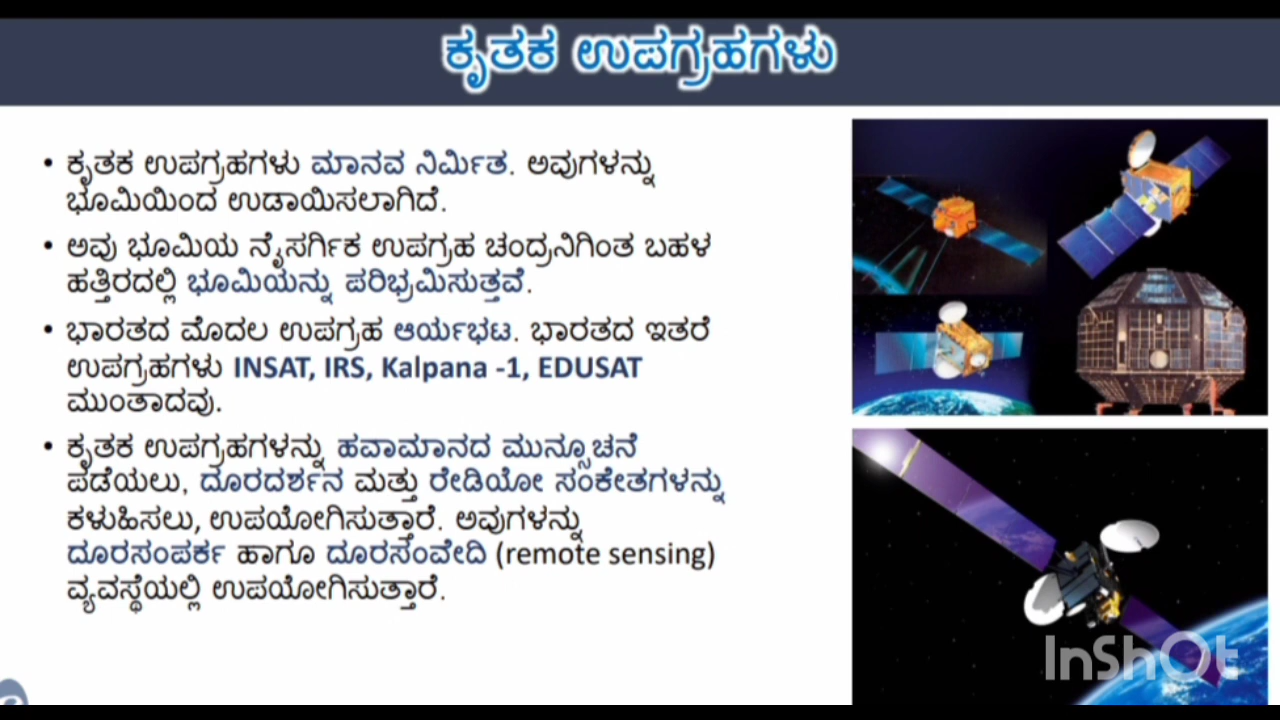 ಕೃತಕ ಉಪಗ್ರಹಗಳು
• ಕೃತಕ ಉಪಗ್ರಹಗಳು ಮಾನವ ನಿರ್ಮಿತ. ಅವುಗಳನ್ನು
ಭೂಮಿಯಿಂದ ಉಡಾಯಿಸಲಾಗಿದೆ.
• ಅವು ಭೂಮಿಯ ನೈಸರ್ಗಿಕ ಉಪಗ್ರಹ ಚಂದ್ರನಿಗಿಂತ ಬಹಳ
ಹತ್ತಿರದಲ್ಲಿ ಭೂಮಿಯನ್ನು ಪರಿಭ್ರಮಿಸುತ್ತವೆ.
• ಭಾರತದ ಮೊದಲ ಉಪಗ್ರಹ ಆರ್ಯಭಟ. ಭಾರತದ ಇತರೆ
ಉಪಗ್ರಹಗಳು INSAT, IRS, Kalpana -1, EDUSAT
ಮುಂತಾದವು.
• ಕೃತಕ ಉಪಗ್ರಹಗಳನ್ನು ಹವಾಮಾನದ ಮುನ್ಸೂಚನೆ
ಪಡೆಯಲು, ದೂರದರ್ಶನ ಮತ್ತು ರೇಡಿಯೋ ಸಂಕೇತಗಳನ್ನು
ಕಳುಹಿಸಲು, ಉಪಯೋಗಿಸುತ್ತಾರೆ. ಅವುಗಳನ್ನು
ದೂರಸಂಪರ್ಕ ಹಾಗೂ ದೂರಸಂವೇದಿ (remote sensing)
ವ್ಯವಸ್ಥೆಯಲ್ಲಿ ಉಪಯೋಗಿಸುತ್ತಾರೆ.
InShOt